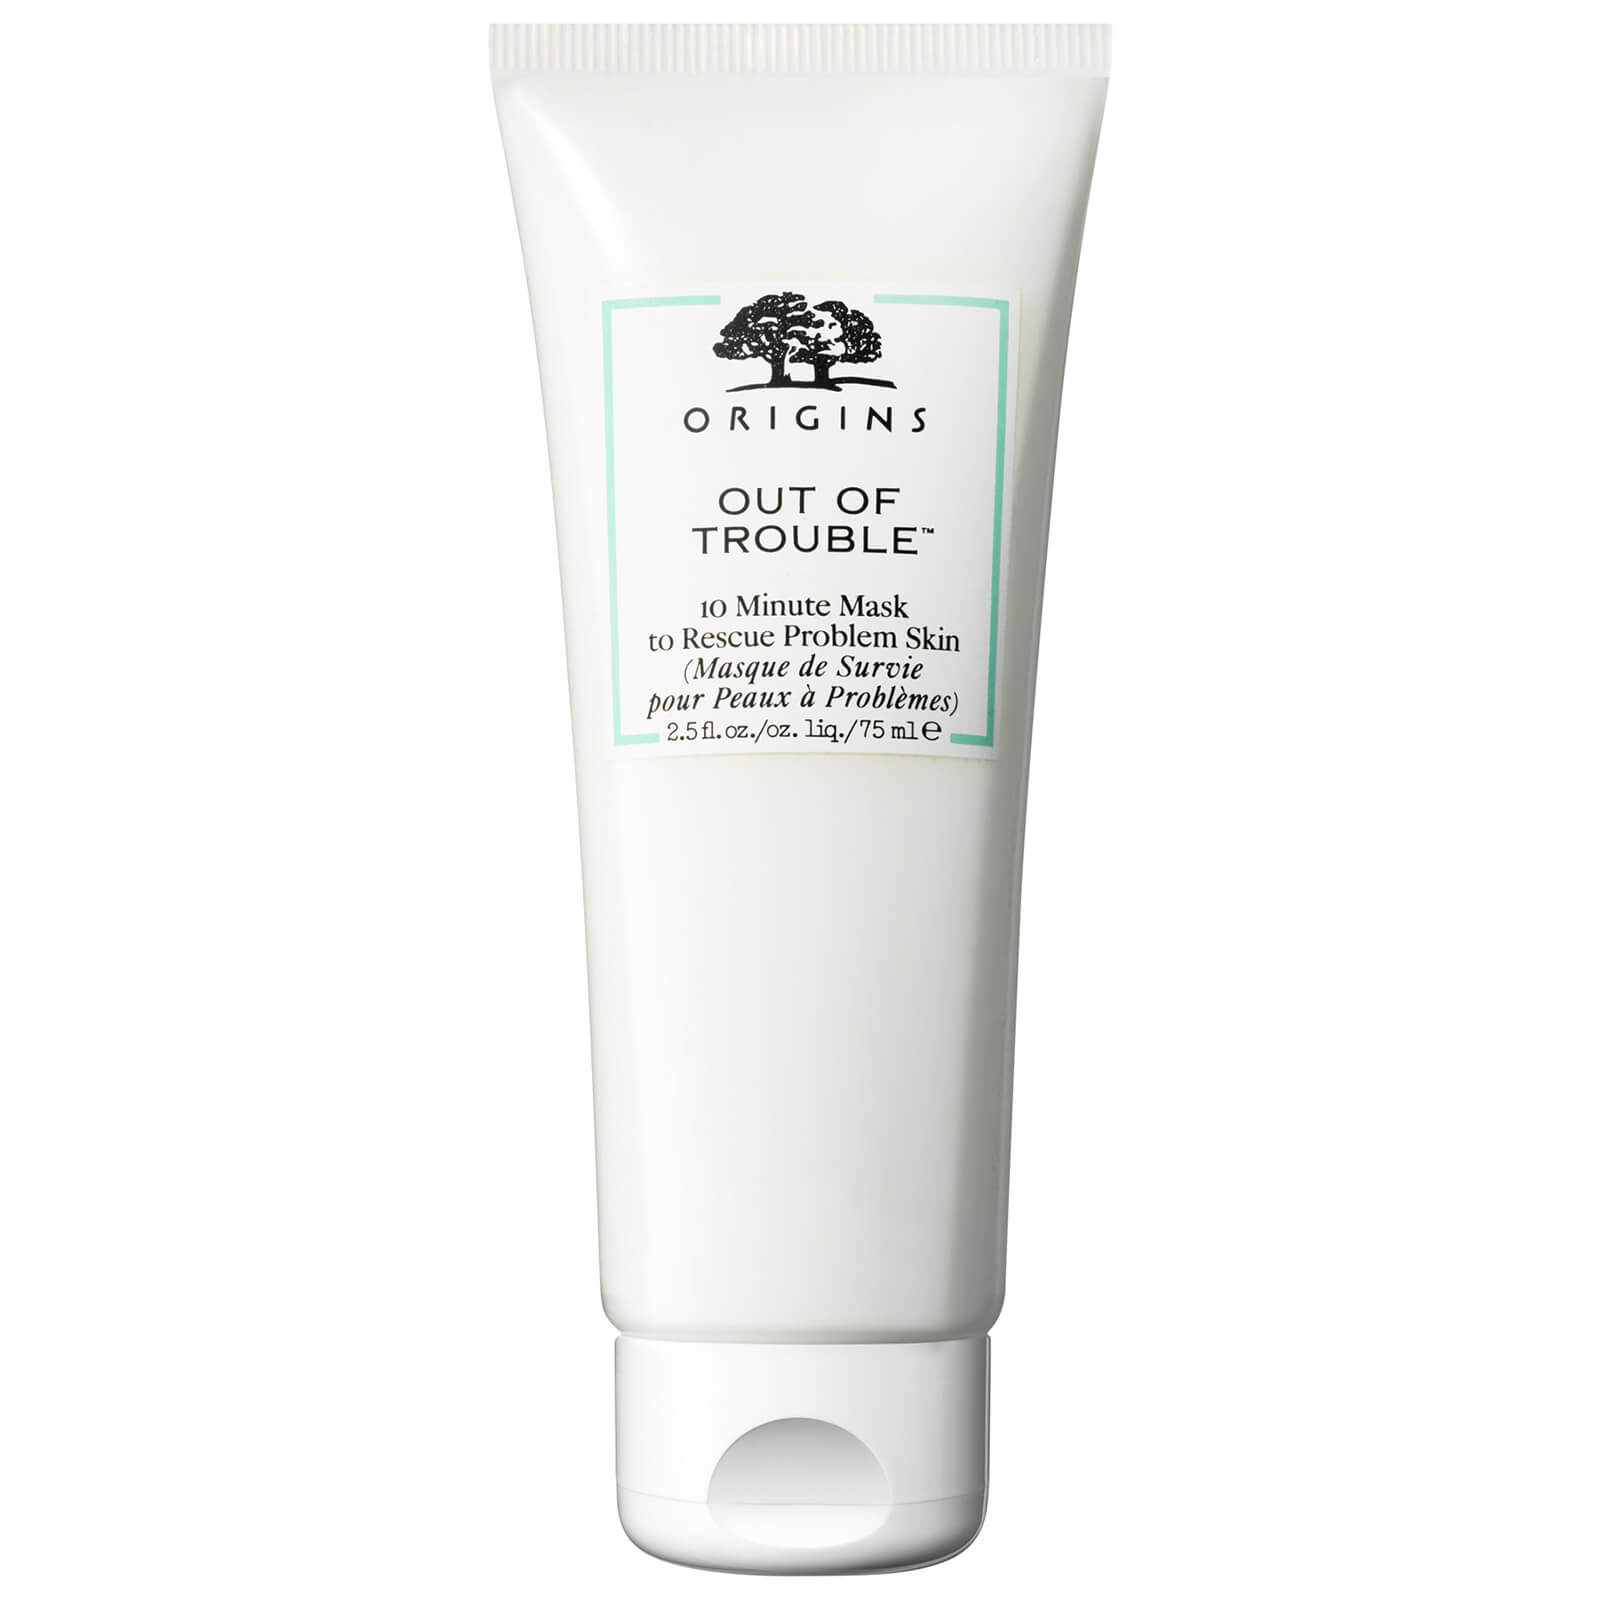 ORIGINS
OUT OF
TROUBLE™
10 Minute Mask
to Rescue Problem Skin
(Masque de Survie
pour Peaux à Problèmes)
2.5 fl. oz./oz. liq./75 ml ℮